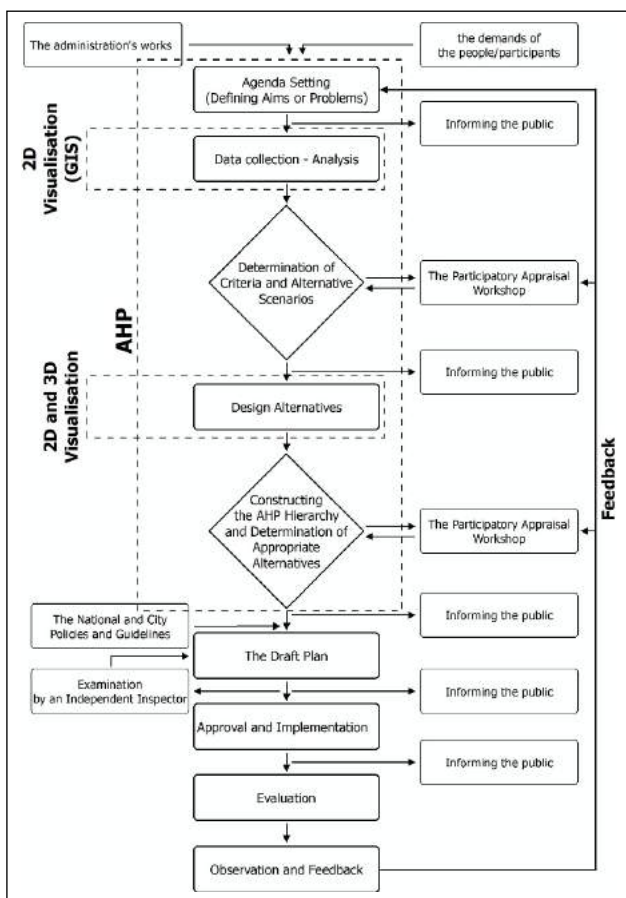 The administration's works
the demands of
the people/participants
Agenda Setting
(Defining Aims or Problems)
Informing the public
2D
Visualisation
(GIS)
Data collection - Analysis
Determination of
Criteria and Alternative
Scenarios
The Participatory Appraisal
Workshop
AHP
Informing the public
2D and 3D
Visualisation
Design Alternatives
Constructing
the AHP Hierarchy
and Determination of
Appropriate
Alternatives
The Participatory Appraisal
Workshop
Feedback
The National and City
Policies and Guidelines
Informing the public
The Draft Plan
Examination
by an Independent Inspector
Informing the public
Approval and Implementation
Informing the public
Evaluation
Observation and Feedback